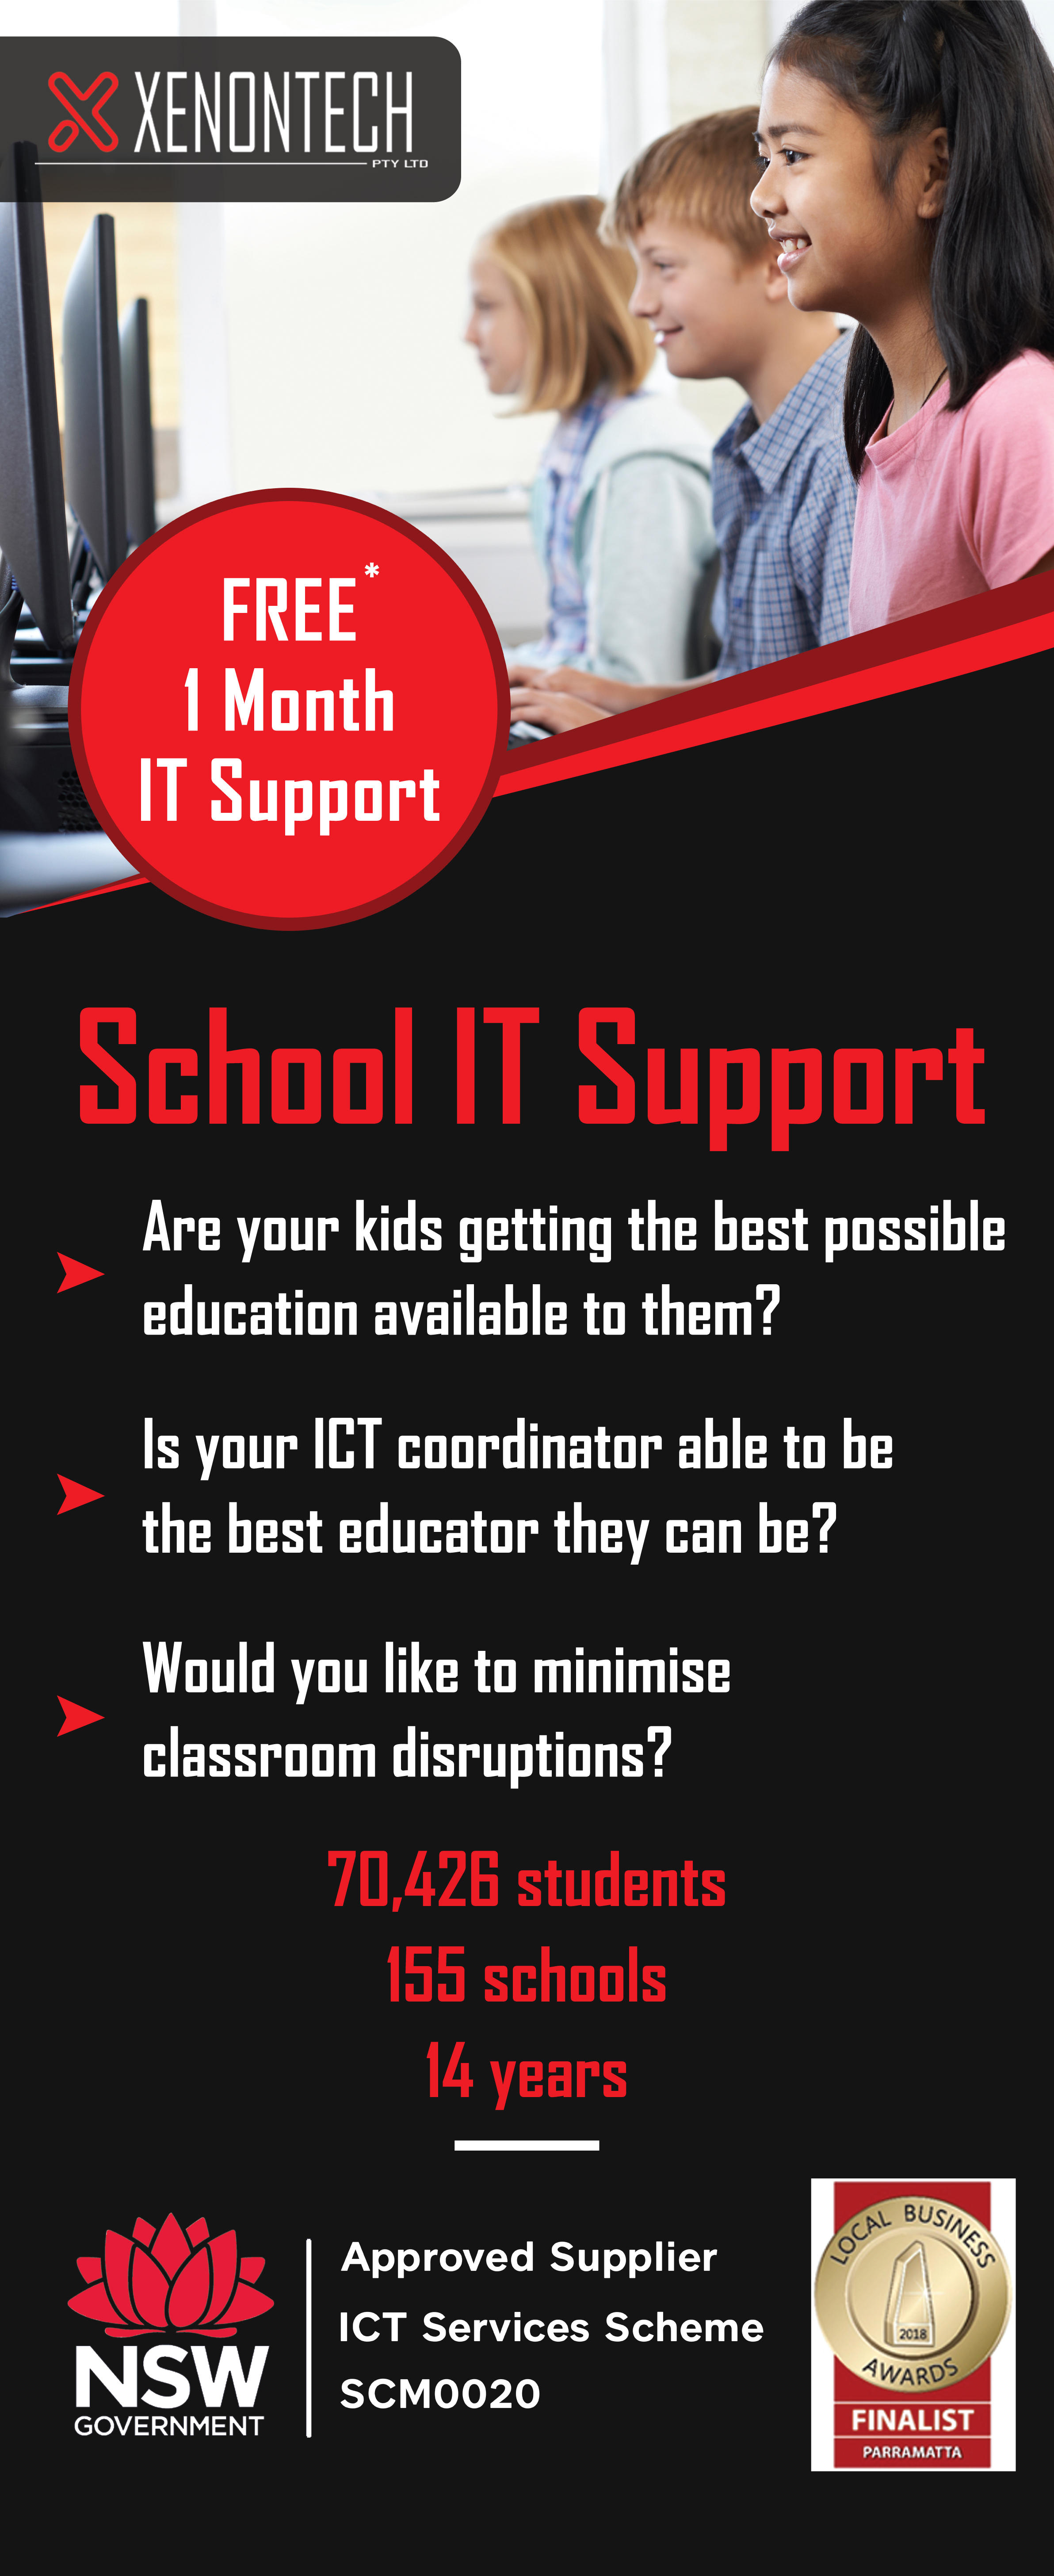 XENONTECH
PTY LTD
FREE*
1 Month
IT Support
School IT Support
Are your kids getting the best possible
education available to them?
Is your ICT coordinator able to be
the best educator they can be?
Would you like to minimise
classroom disruptions?
70,426 students
155 schools
14 years
NSW
GOVERNMENT
Approved Supplier
ICT Services Scheme
SCM0020
LOCAL BUSINESS
2018
AWARDS
FINALIST
PARRAMATTA